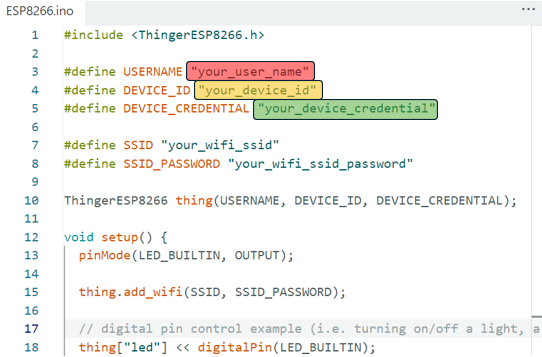 ESP8266.ino ...
1 #include <ThingerESP8266.h>
2
3 #define USERNAME "your_user_name"
4 #define DEVICE_ID "your_device_id"
5 #define DEVICE_CREDENTIAL "your_device_credential"
6
7 #define SSID "your_wifi_ssid"
8 #define SSID_PASSWORD "your_wifi_ssid_password"
9
10 ThingerESP8266 thing(USERNAME, DEVICE_ID, DEVICE_CREDENTIAL);
11
12 void setup() {
13 pinMode(LED_BUILTIN, OUTPUT);
14
15 thing.add_wifi(SSID, SSID_PASSWORD);
16
17 // digital pin control example (i.e. turning on/off a light, a
18 thing["led"] << digitalPin(LED_BUILTIN);